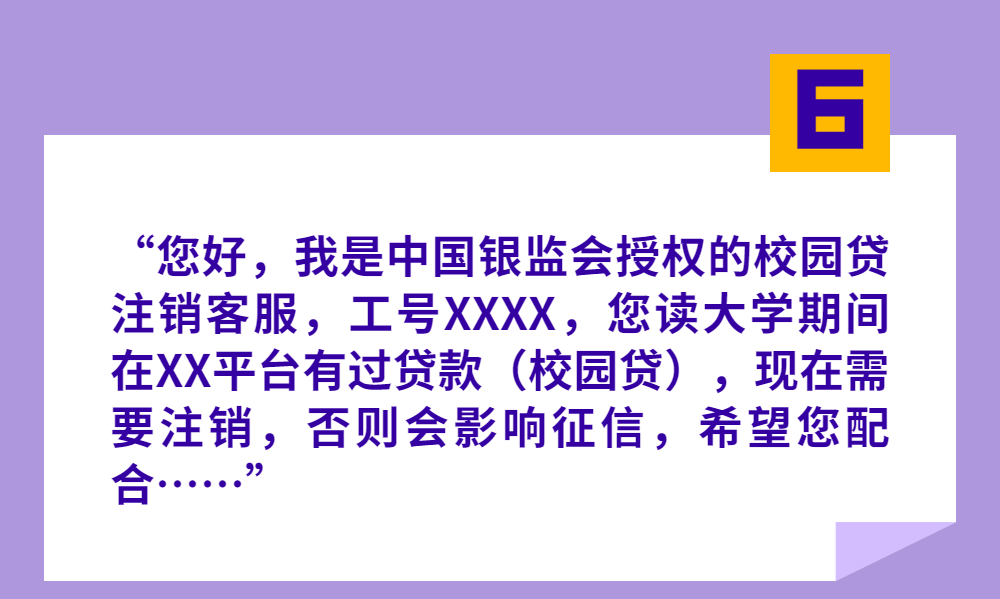 6
“您好，我是中国银监会授权的校园贷
注销客服，工号XXXX，您读大学期间
在XX平台有过贷款（校园贷），现在需
要注销，否则会影响征信，希望您配
合……”